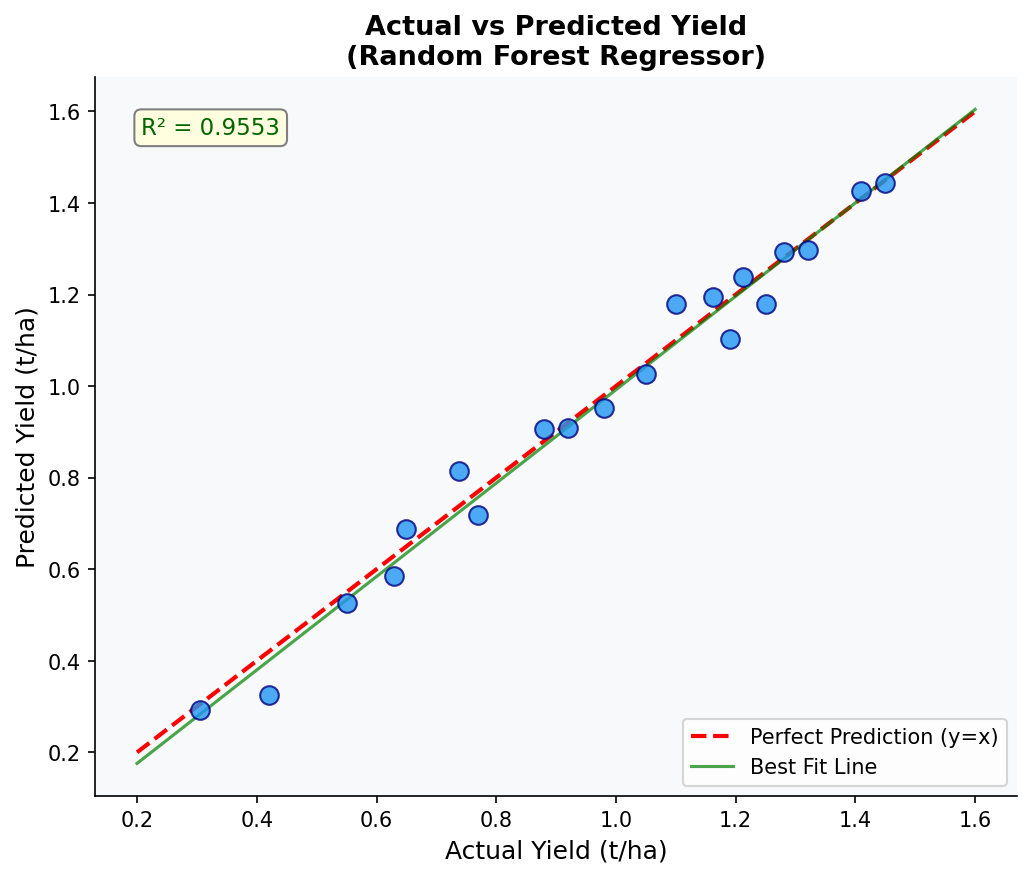 Actual vs Predicted Yield
(Random Forest Regressor)
R² = 0.9553
Predicted Yield (t/ha)
1.6
1.4
1.2
1.0
0.8
0.6
0.4
0.2
Perfect Prediction (y=x)
Best Fit Line
0.2 0.4 0.6 0.8 1.0 1.2 1.4 1.6
Actual Yield (t/ha)